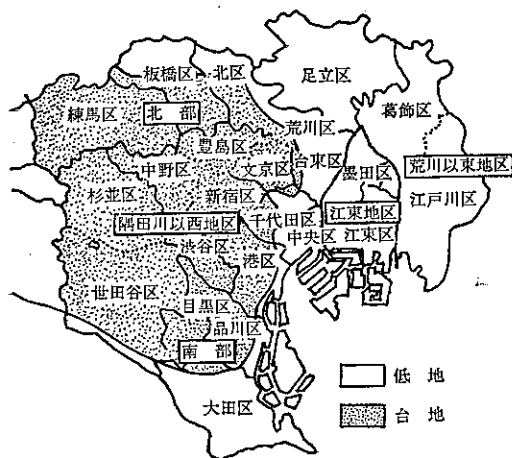 板橋区
北区
足立区
練馬区
北部
葛飾区
豊島区
荒川区
中野区
文京区
台東区
墨田区
荒川以東地区
杉並区
新宿区
江戸川区
隅田川以西地区
千代田区
江東地区
渋谷区
中央区
江東区
港区
世田谷区
目黒区
品川区
南部
低地
大田区
台地